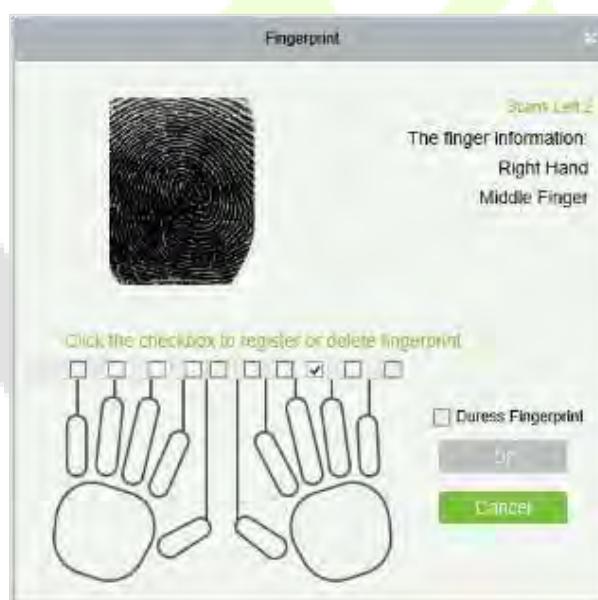 Fingerprint
Scans Left 2
The finger information:
Right Hand
Middle Finger
Click the checkbox to register or delete fingerprint
Duress Fingerprint
Cancel